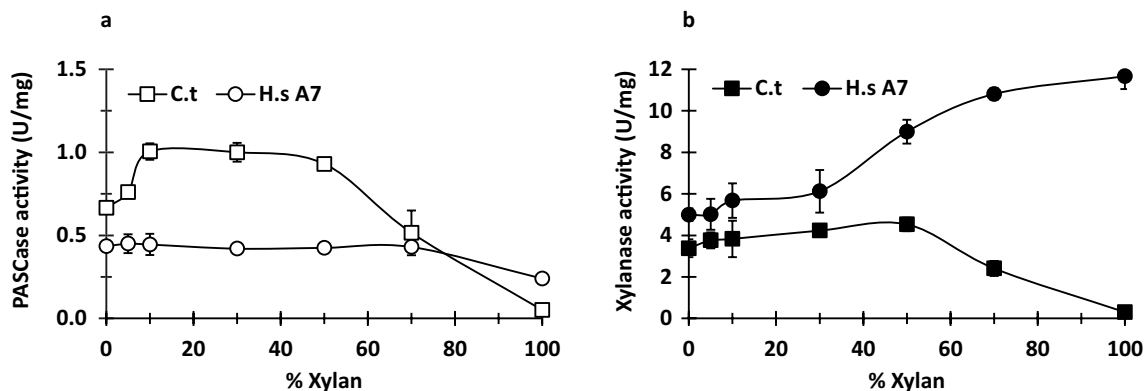 a
PASCase activity (U/mg)
1.5
1.0
0.5
0.0
C.t
H.s A7
0 20 40 60 80 100
% Xylan
b
Xylanase activity (U/mg)
12
10
8
6
4
2
0
C.t
H.s A7
0 20 40 60 80 100
% Xylan